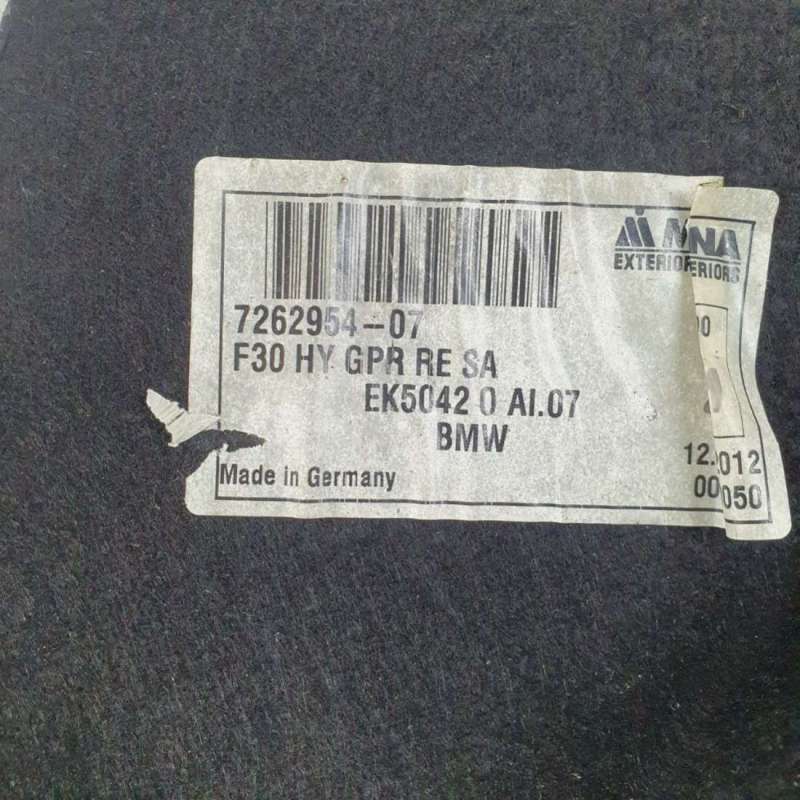 7262954-07
F30 HY GPR RE SA
EK5042 0 AI.07
BMW
Made in Germany